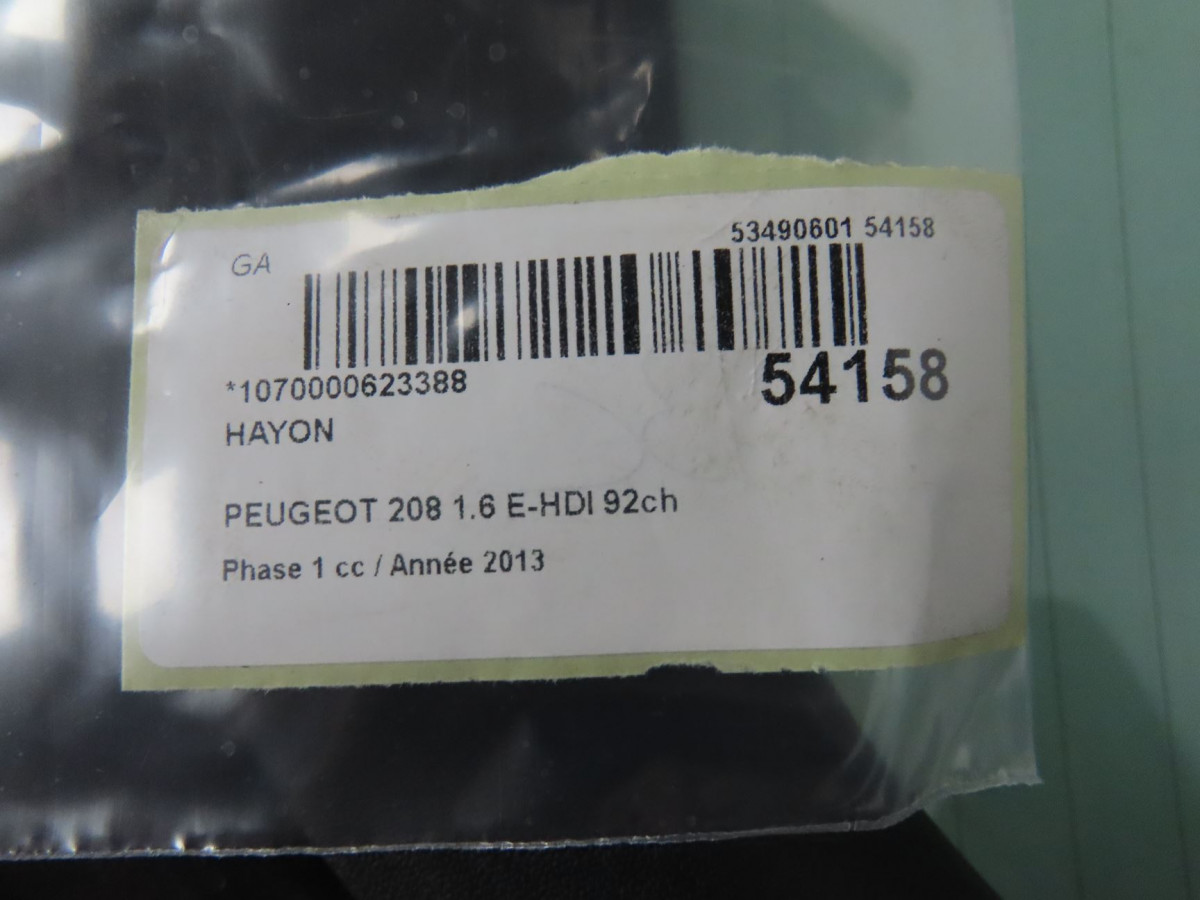 53490601 54158
GA
*1070000623388
54158
HAYON
PEUGEOT 208 1.6 E-HDI 92ch
Phase 1 cc / Année 2013